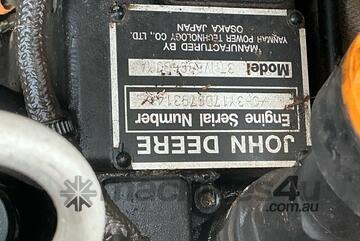 JOHN DEERE
Engine Serial Number
Model
MANUFACTURED BY
YANMAR POWER TECHNOLOGY CO., LTD.
OSAKA JAPAN
machines4u
.com.au